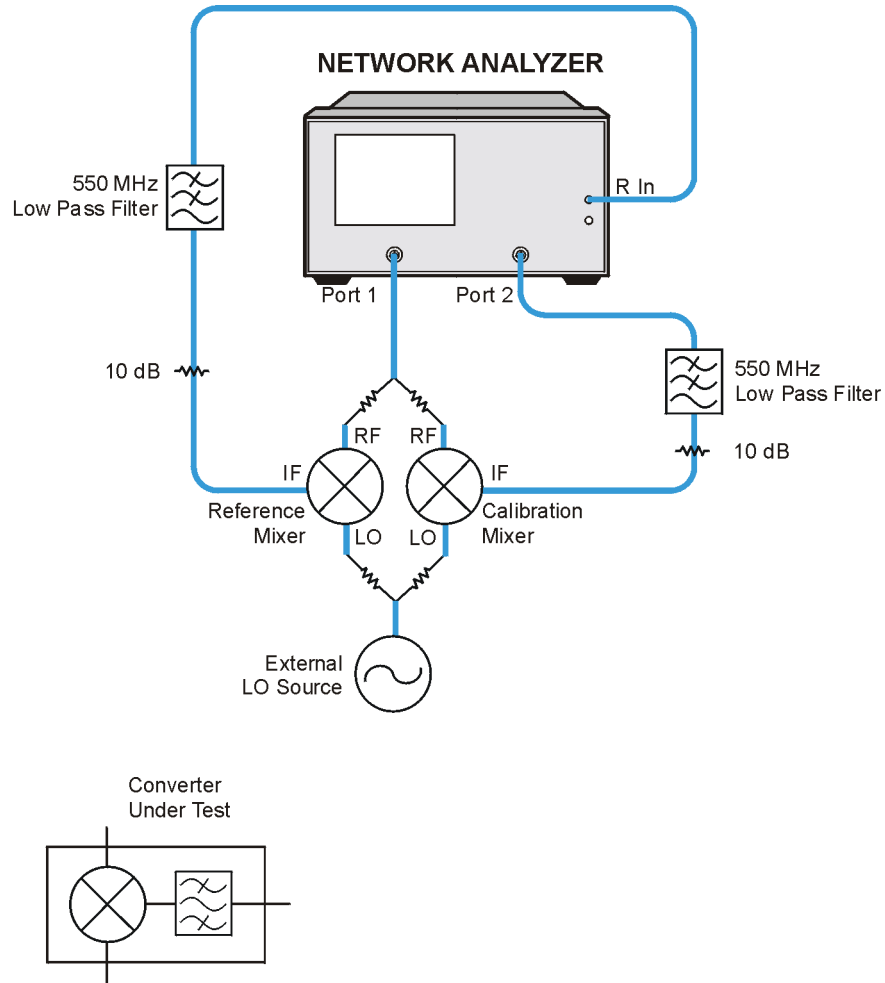 NETWORK ANALYZER
550 MHz
Low Pass Filter
R In
Port 1
Port 2
10 dB
550 MHz
Low Pass Filter
RF
RF
10 dB
IF
IF
Reference
Mixer
Calibration
Mixer
LO
LO
External
LO Source
Converter
Under Test